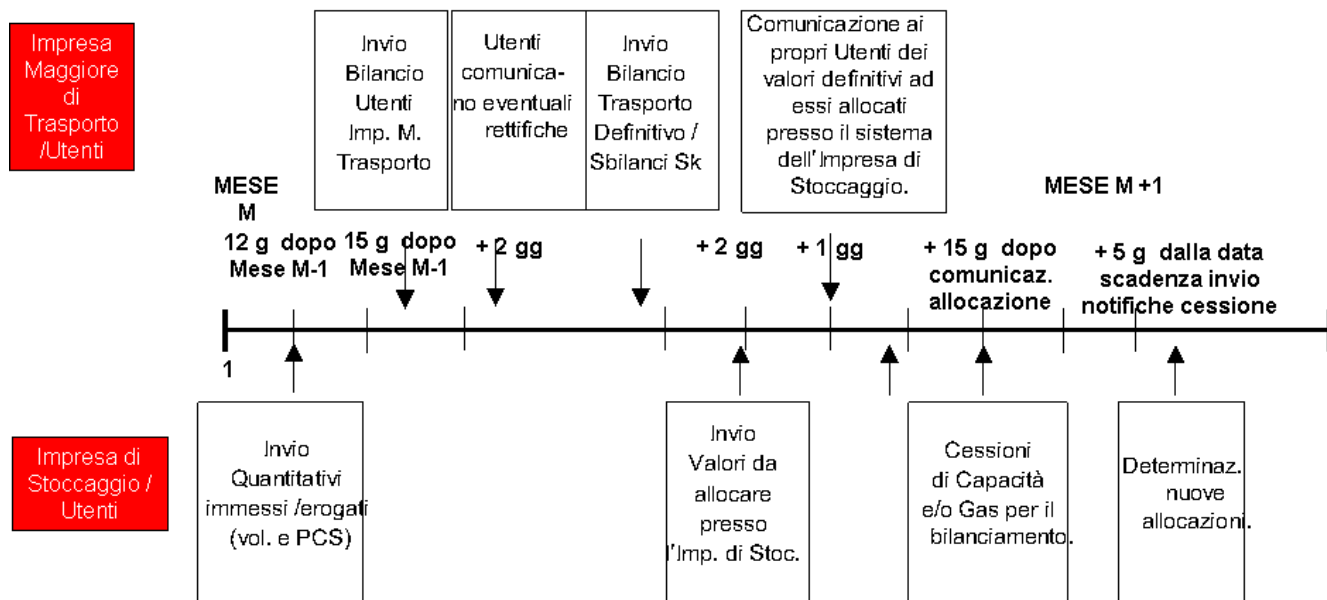 Impresa
Maggiore
di
Trasporto
/Utenti
Invio
Bilancio
Utenti
Imp. M.
Trasporto
Utenti
comunica-
no eventuali
rettifiche
Invio
Bilancio
Trasporto
Definitivo /
Sbilanci Sk
Comunicazione ai
propri Utenti dei
valori definitivi ad
essi allocati
presso il sistema
dell'Impresa di
Stoccaggio.
MESE
M
MESE M +1
12 g dopo
Mese M-1
15 g dopo
Mese M-1
+ 2 gg
+ 2 gg
+ 1 gg
+ 15 g dopo
comunicaz.
allocazione
+ 5 g dalla data
scadenza invio
notifiche cessione
1
Impresa di
Stoccaggio /
Utenti
Invio
Quantitativi
immessi /erogati
(vol. e PCS)
Invio
Valori da
allocare
presso
l'Imp. di Stoc.
Cessioni
di Capacità
e/o Gas per il
bilanciamento.
Determinaz.
nuove
allocazioni.